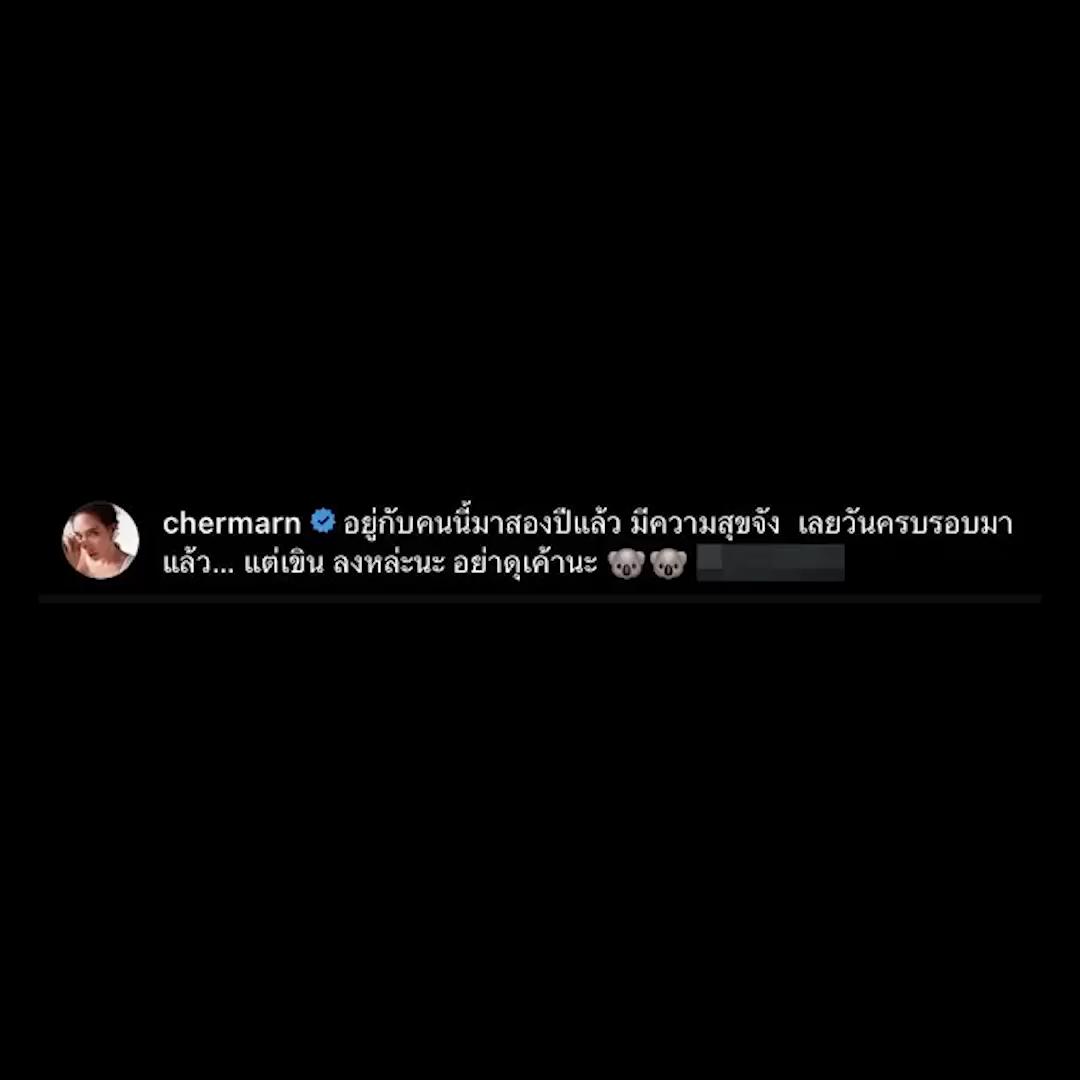 chermarn อยู่กับคนนี้มาสองปีแล้ว มีความสุขจัง เลยวันครบรอบมา
แล้ว... แต่เขิน ลงหล่ะนะ อย่าดุเค้านะ 🐨🐨